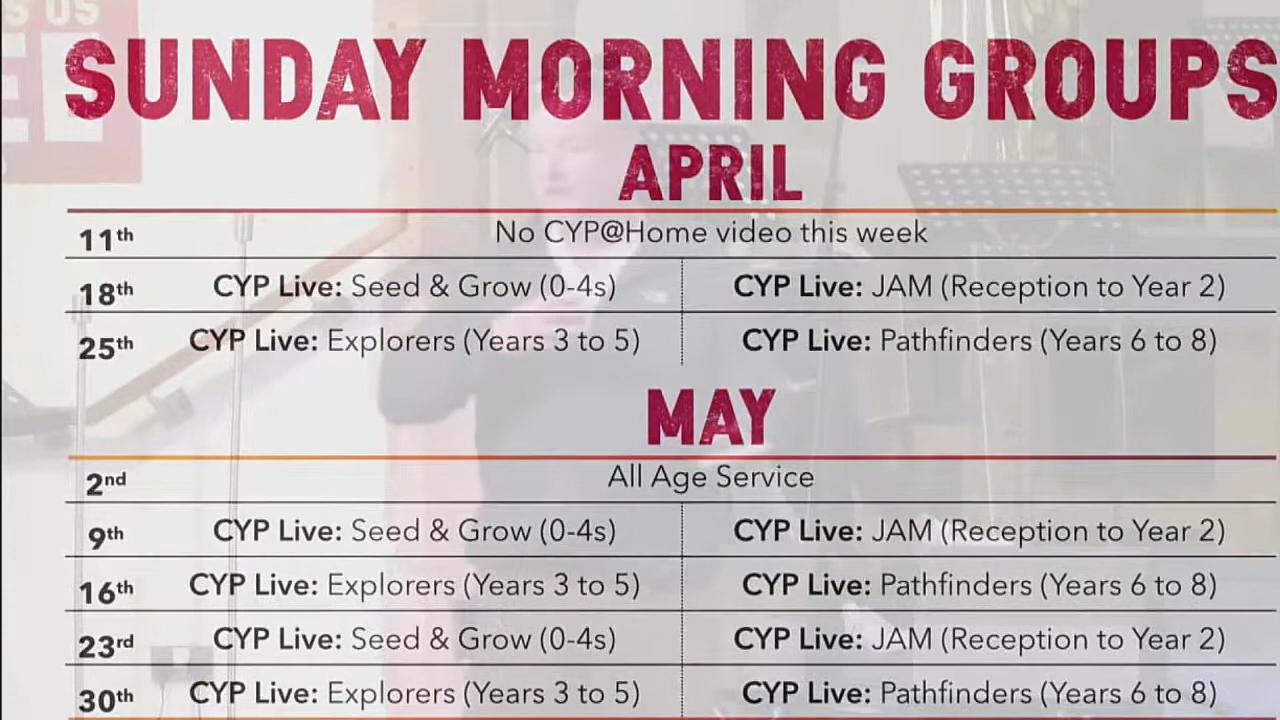 S US
E
SUNDAY MORNING GROUPS
APRIL
11th No CYP@Home video this week
18th CYP Live: Seed & Grow (0-4s) CYP Live: JAM (Reception to Year 2)
25th CYP Live: Explorers (Years 3 to 5) CYP Live: Pathfinders (Years 6 to 8)
MAY
2nd All Age Service
9th CYP Live: Seed & Grow (0-4s) CYP Live: JAM (Reception to Year 2)
16th CYP Live: Explorers (Years 3 to 5) CYP Live: Pathfinders (Years 6 to 8)
23rd CYP Live: Seed & Grow (0-4s) CYP Live: JAM (Reception to Year 2)
30th CYP Live: Explorers (Years 3 to 5) CYP Live: Pathfinders (Years 6 to 8)